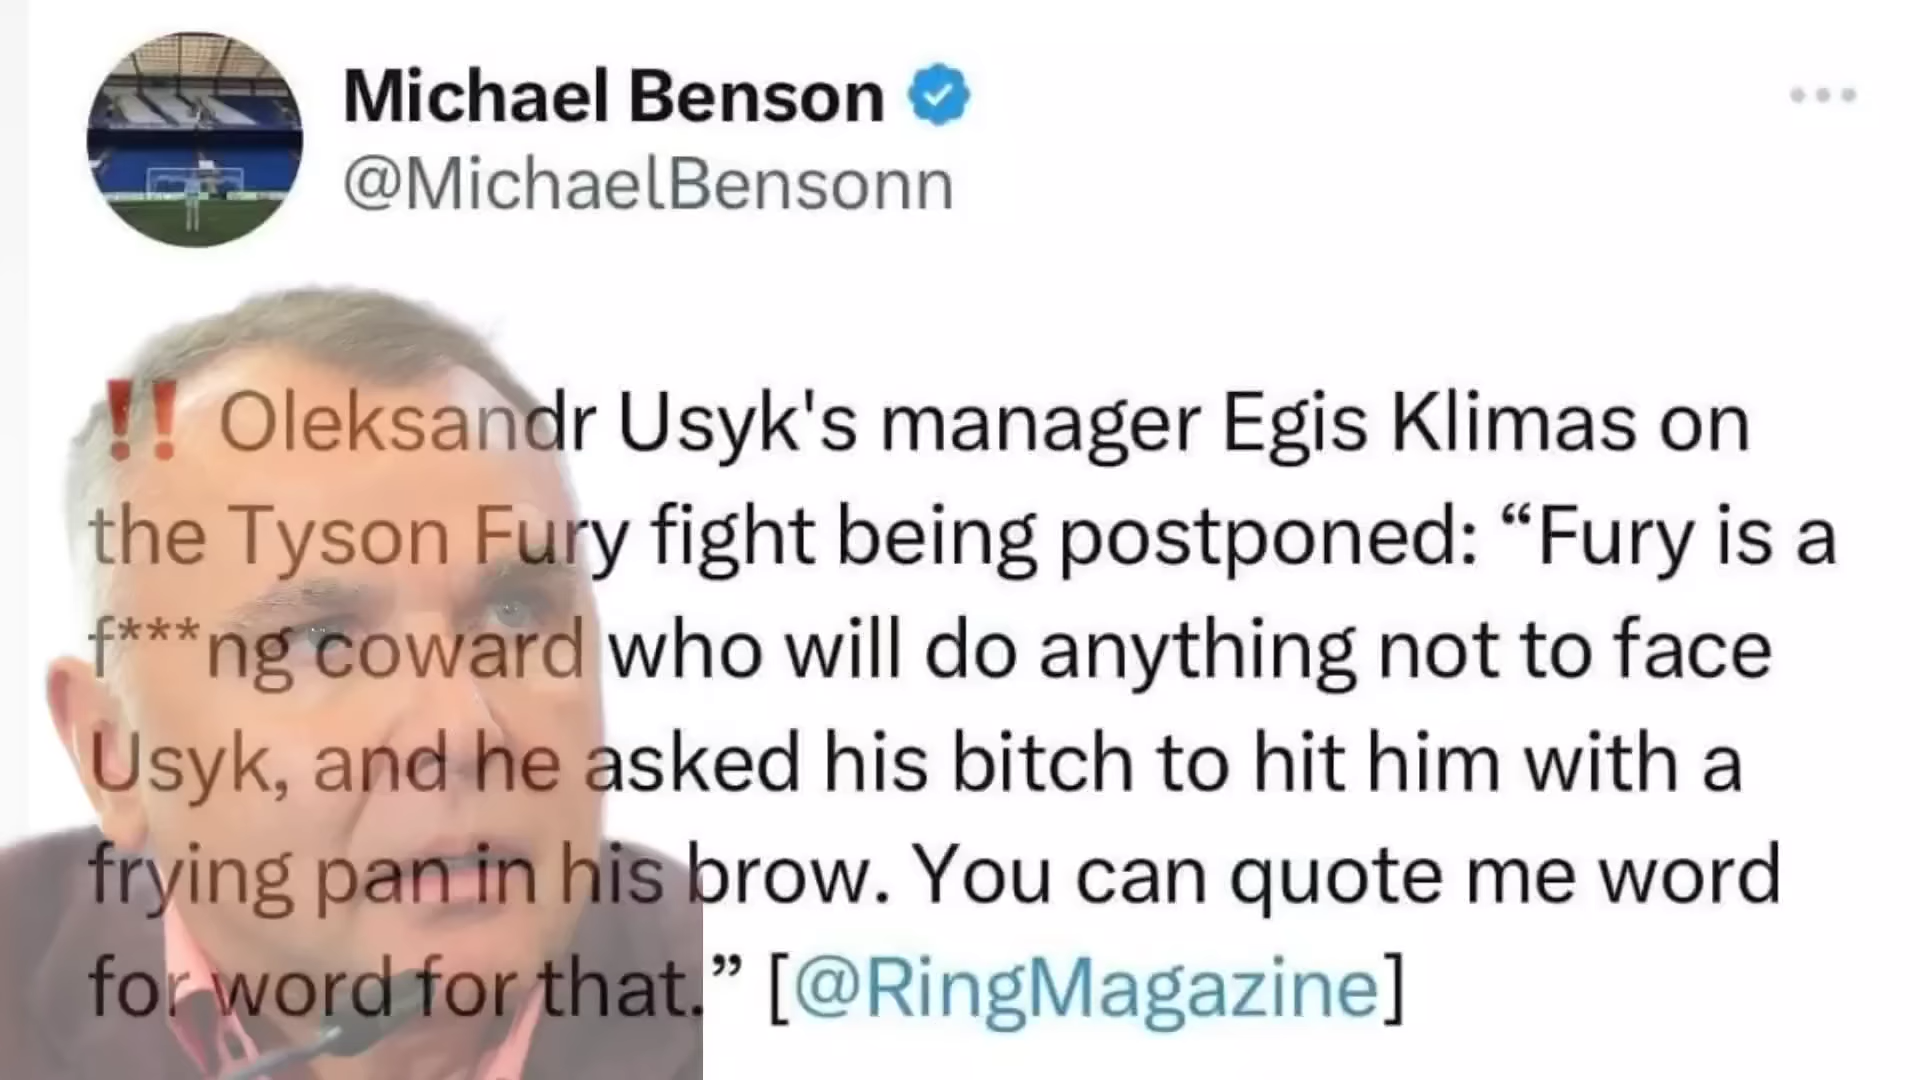 Michael Benson
@MichaelBensonn
‼️ Oleksandr Usyk's manager Egis Klimas on
the Tyson Fury fight being postponed: “Fury is a
f***ng coward who will do anything not to face
Usyk, and he asked his bitch to hit him with a
frying pan in his brow. You can quote me word
for word for that.” [@RingMagazine]